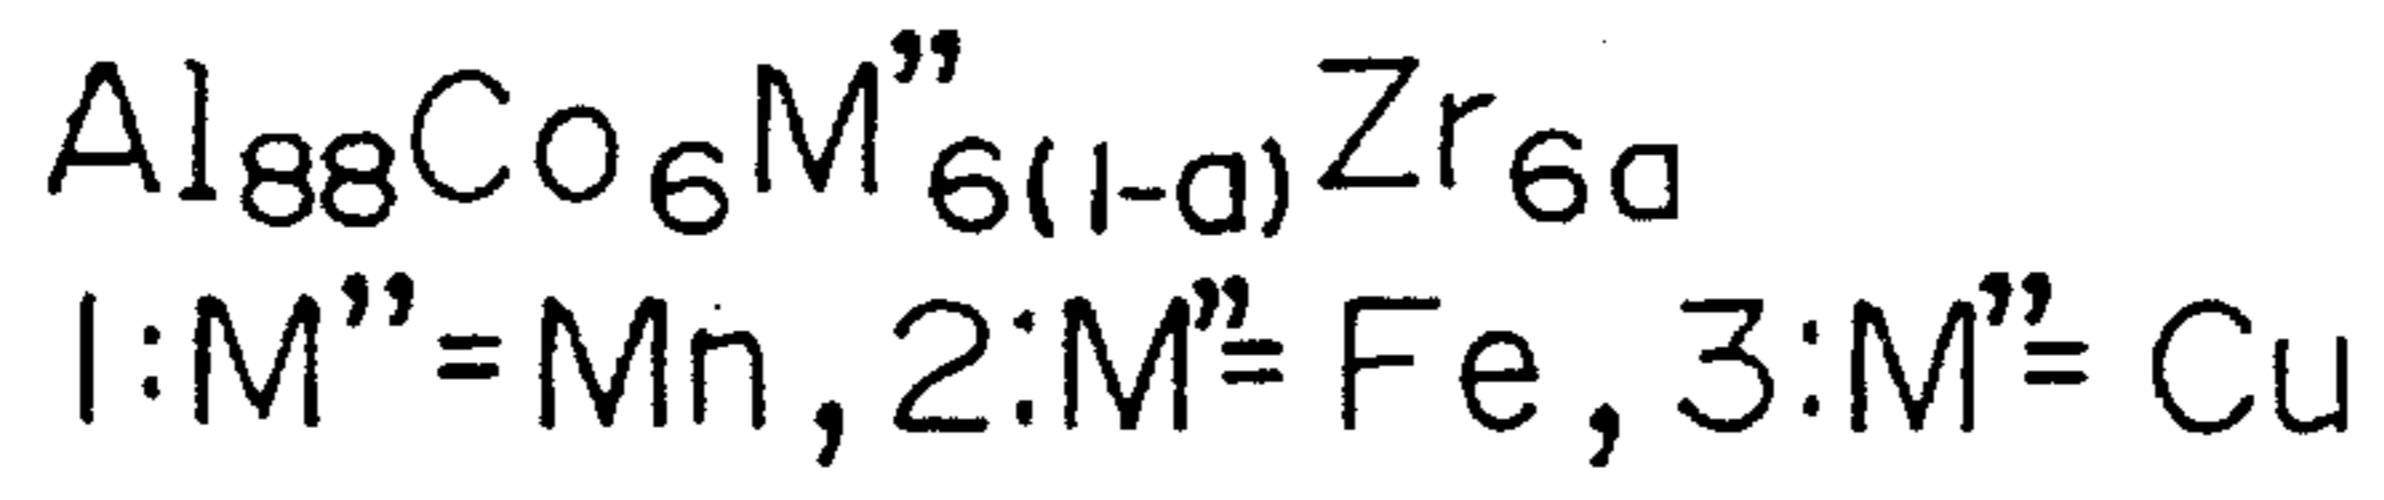 Al₈₈Co₆M”₆₍₁₋ₐ₎Zr₆ₐ
1:M”=Mn,2:M”=Fe,3:M”=Cu